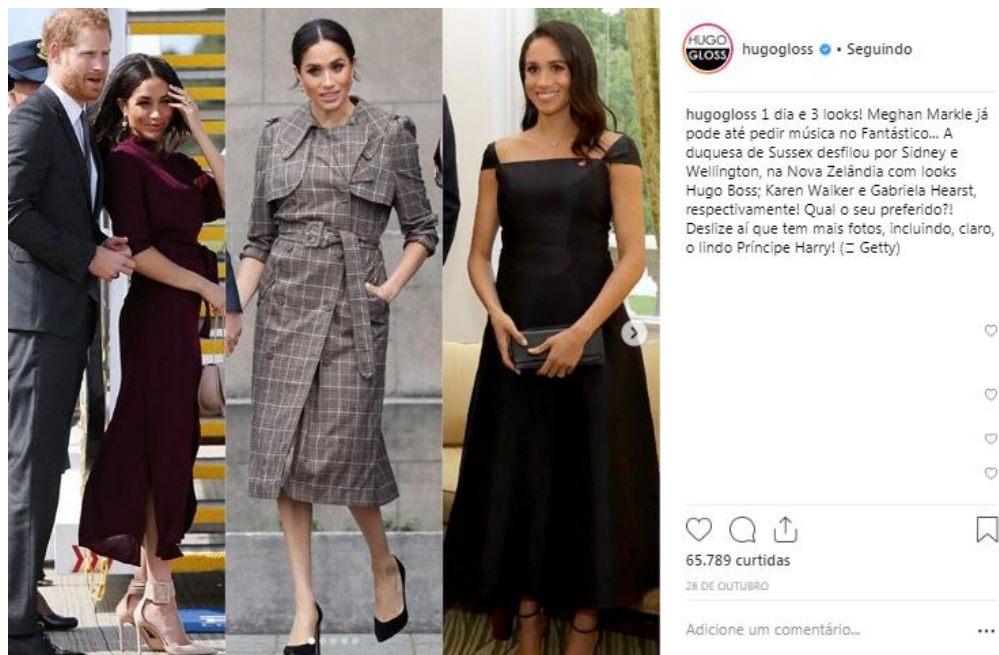 HUGO
GLOSS
hugogloss • Seguindo
hugogloss 1 dia e 3 looks! Meghan Markle já
pode até pedir música no Fantástico... A
duquesa de Sussex desfilou por Sidney e
Wellington, na Nova Zelândia com looks
Hugo Boss; Karen Walker e Gabriela Hearst,
respectivamente! Qual o seu preferido?!
Deslize aí que tem mais fotos, incluindo, claro,
o lindo Príncipe Harry! (□ Getty)
65.789 curtidas
28 DE OUTUBRO
Adicione um comentário...